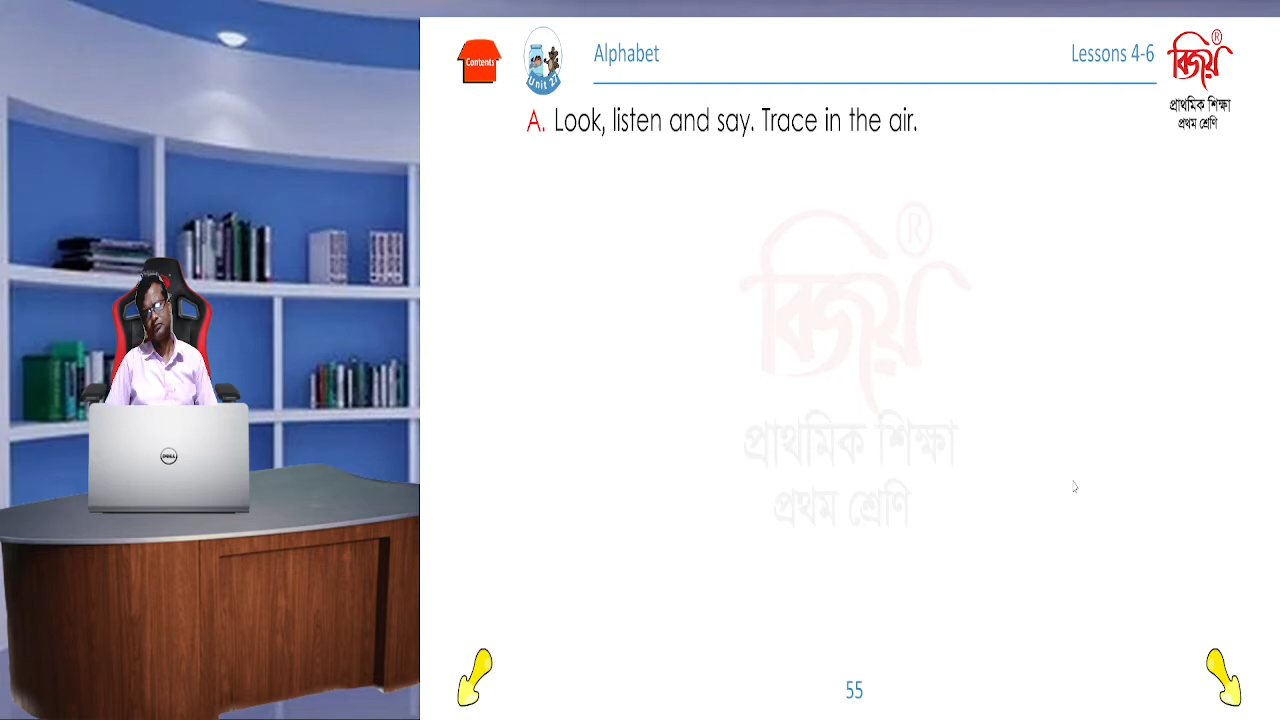 Contents
Unit 27
Alphabet
Lessons 4-6
বিজয়®
প্রাথমিক শিক্ষা
প্রথম শ্রেণি
A. Look, listen and say. Trace in the air.
বিজয়®
প্রাথমিক শিক্ষা
প্রথম শ্রেণি
DELL
55